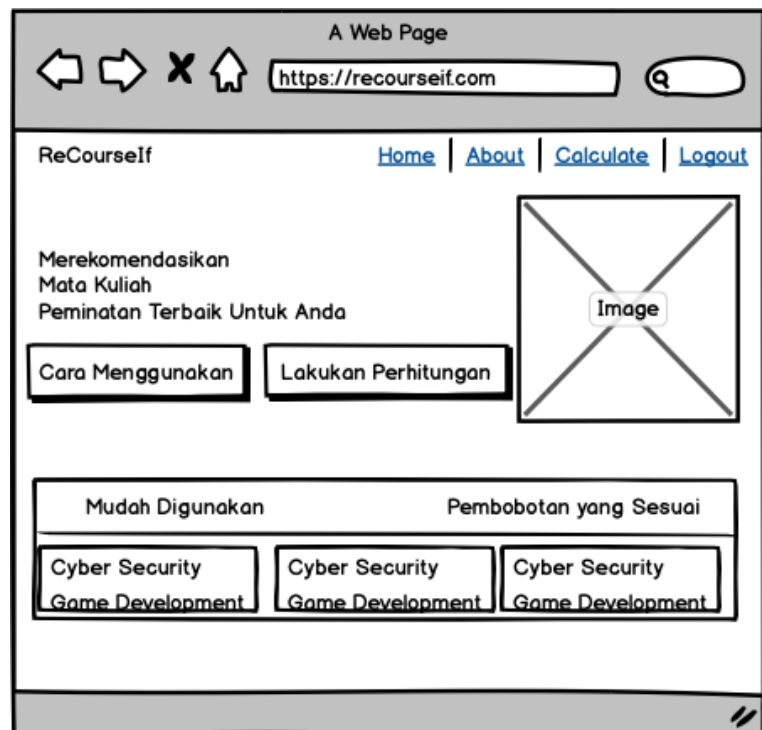 A Web Page
https://recourseif.com
ReCourseIf
Home About Calculate Logout
Merekomendasikan
Mata Kuliah
Peminatan Terbaik Untuk Anda
Image
Cara Menggunakan
Lakukan Perhitungan
Mudah Digunakan
Pembobotan yang Sesuai
Cyber Security
Game Development
Cyber Security
Game Development
Cyber Security
Game Development